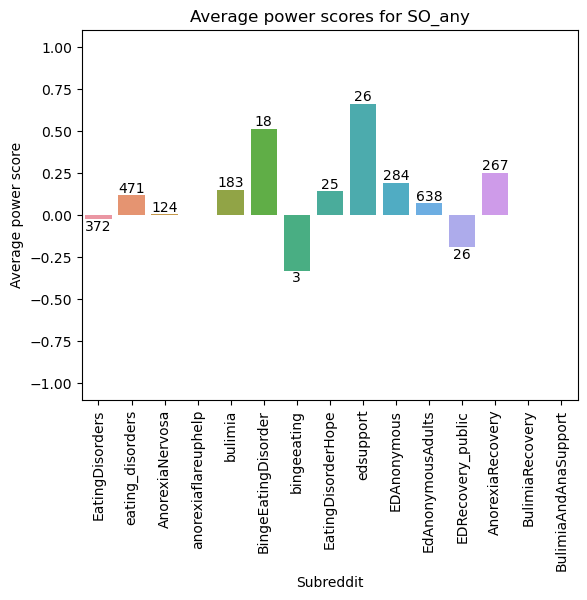 Average power scores for SO_any
Average power score
1.00
0.75
0.50
0.25
0.00
−0.25
−0.50
−0.75
−1.00
372
471
124
183
18
3
25
26
284
638
26
267
EatingDisorders
eating_disorders
AnorexiaNervosa
anorexiaflareuphelp
bulimia
BingeEatingDisorder
bingeeating
EatingDisorderHope
edsupport
EDAnonymous
EdAnonymousAdults
EDRecovery_public
AnorexiaRecovery
BulimiaRecovery
BulimiaAndAnaSupport
Subreddit